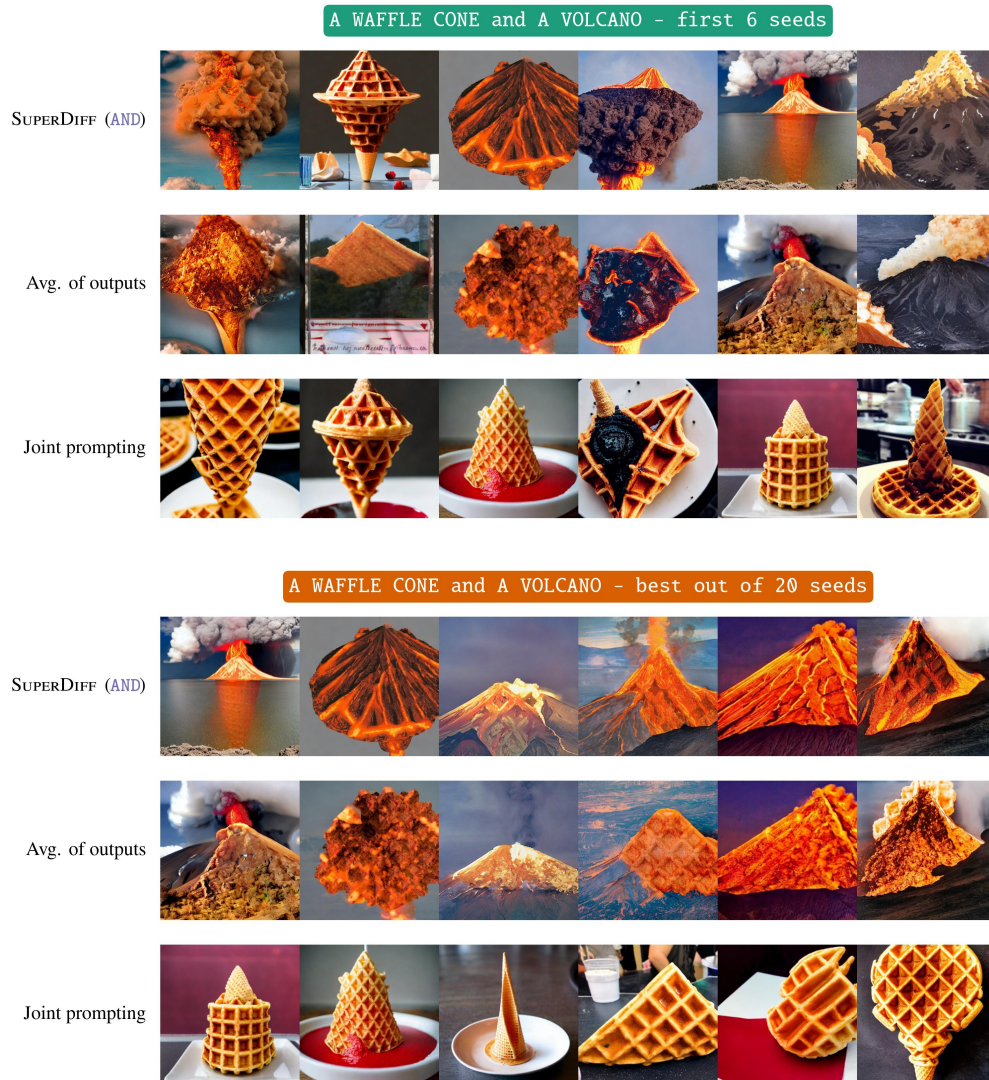 A WAFFLE CONE and A VOLCANO - first 6 seeds
SUPERDIFF (AND)
Avg. of outputs
Joint prompting
A WAFFLE CONE and A VOLCANO - best out of 20 seeds
SUPERDIFF (AND)
Avg. of outputs
Joint prompting